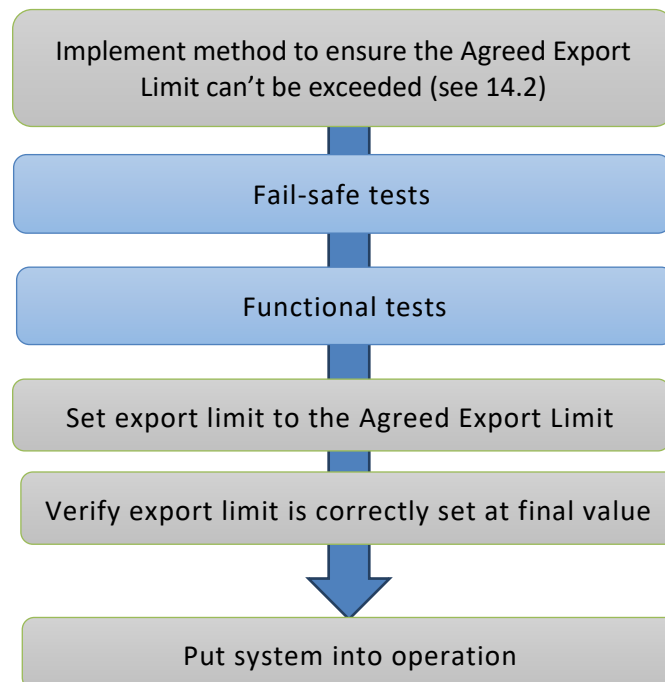 Implement method to ensure the Agreed Export
Limit can’t be exceeded (see 14.2)
Fail-safe tests
Functional tests
Set export limit to the Agreed Export Limit
Verify export limit is correctly set at final value
Put system into operation